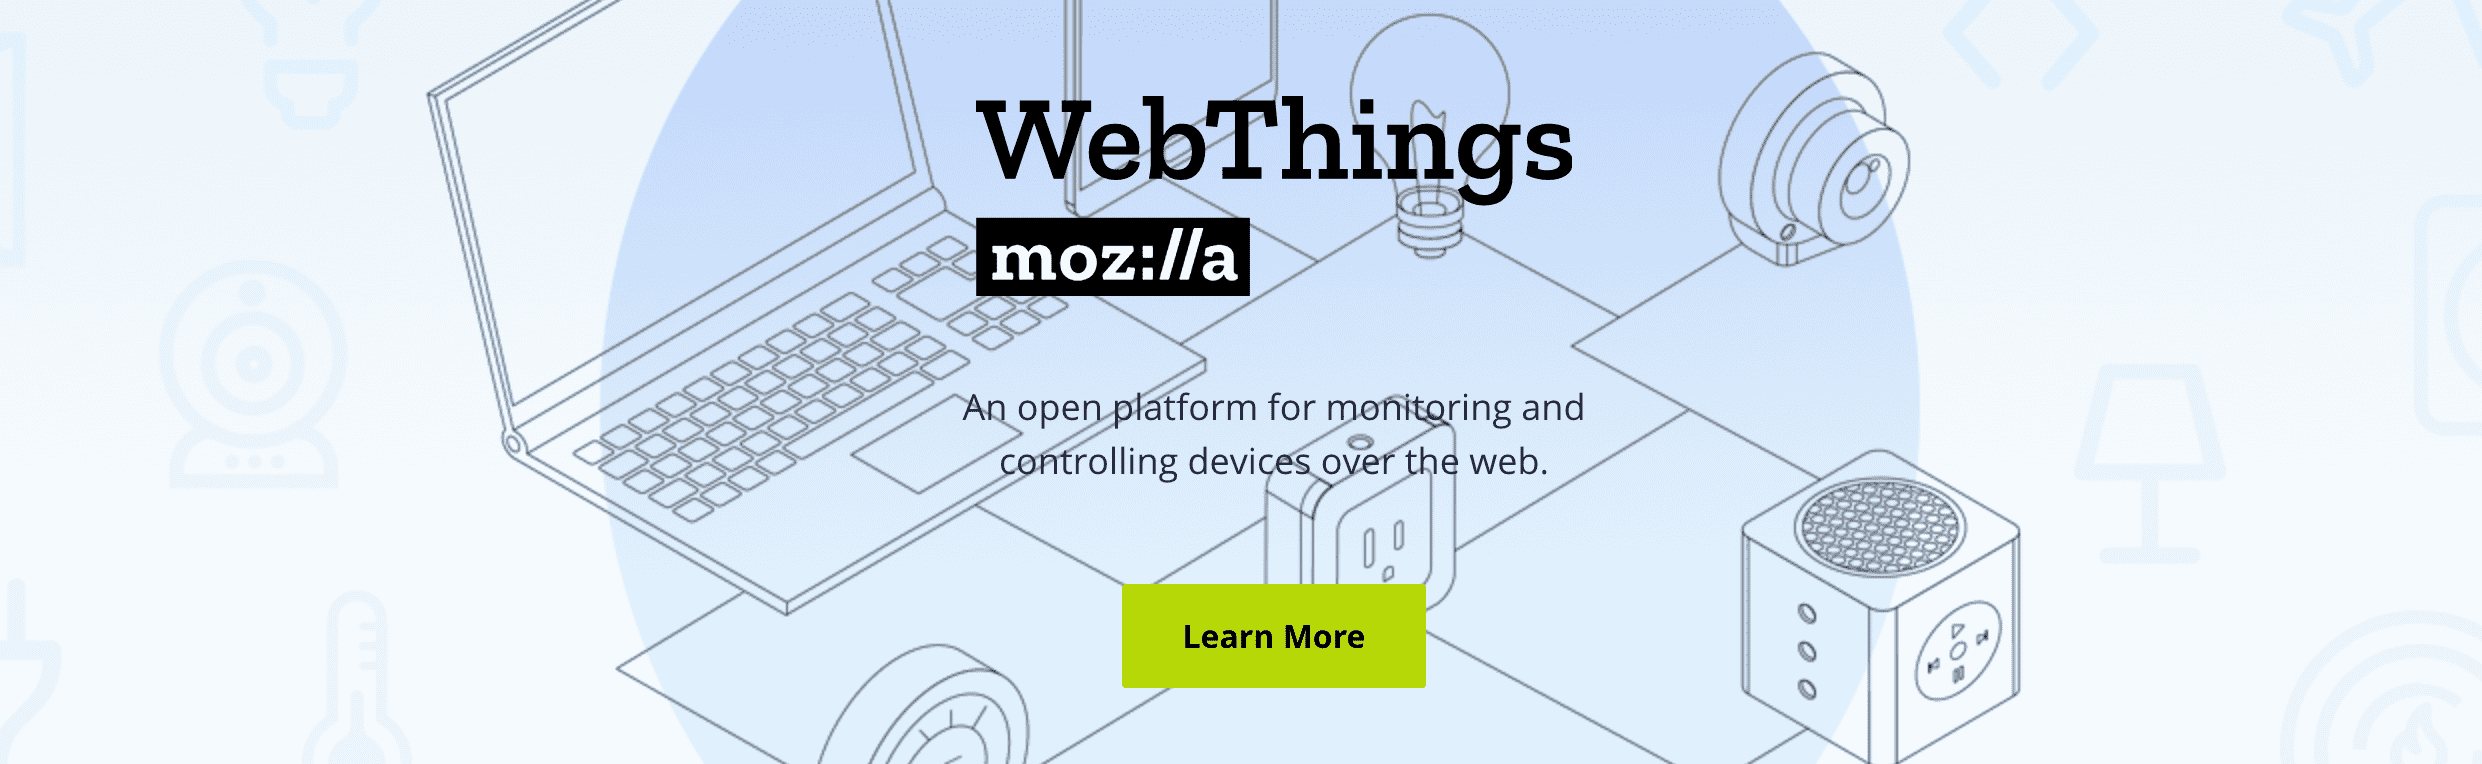 WebThings
moz://a
An open platform for monitoring and
controlling devices over the web.
Learn More